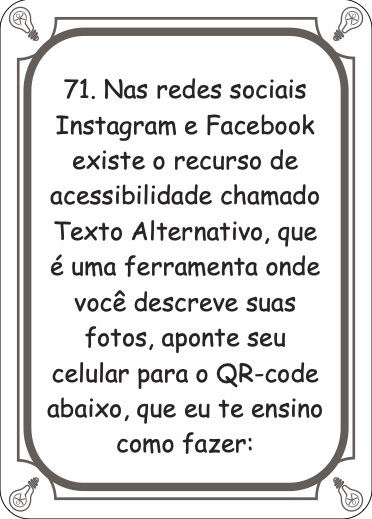 71. Nas redes sociais
Instagram e Facebook
existe o recurso de
acessibilidade chamado
Texto Alternativo, que
é uma ferramenta onde
você descreve suas
fotos, aponte seu
celular para o QR-code
abaixo, que eu te ensino
como fazer: